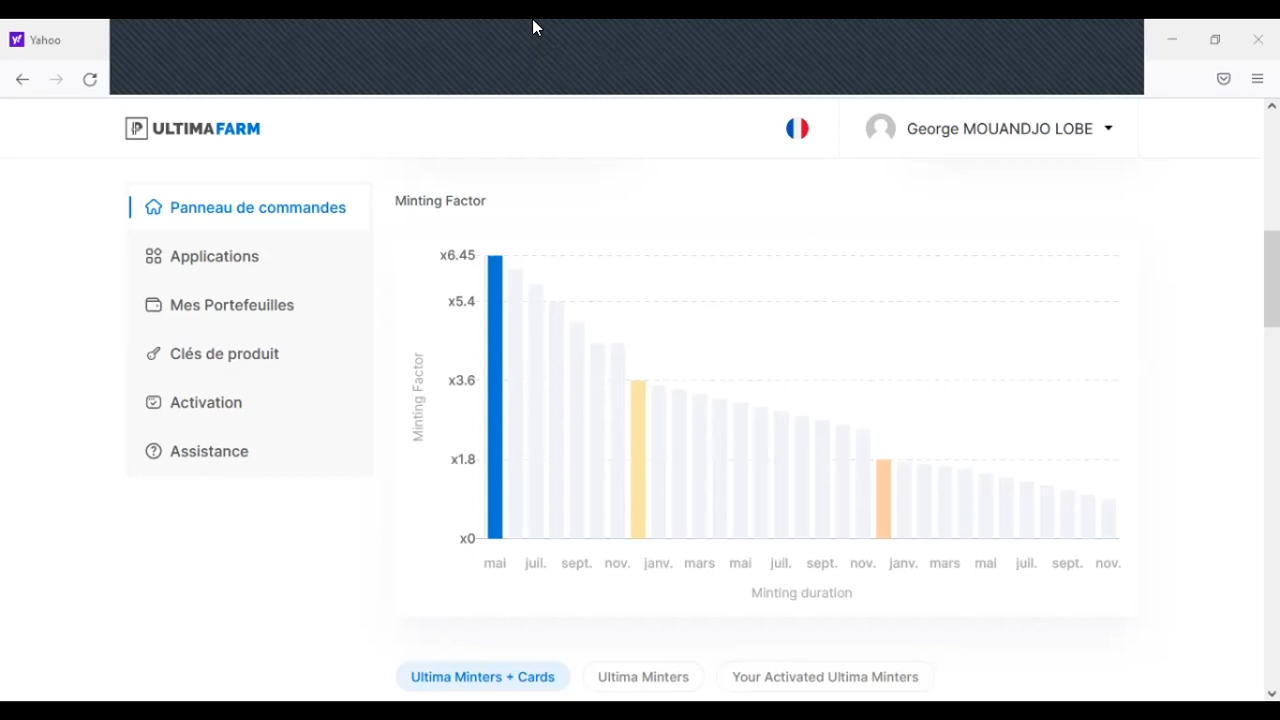 Yahoo
ULTIMAFARM
George MOUANDJO LOBE
Panneau de commandes
Applications
Mes Portefeuilles
Clés de produit
Activation
Assistance
Minting Factor
x6.45
x5.4
x3.6
x1.8
x0
Minting Factor
mai juil. sept. nov. janv. mars mai juil. sept. nov. janv. mars mai juil. sept. nov.
Minting duration
Ultima Minters + Cards
Ultima Minters
Your Activated Ultima Minters